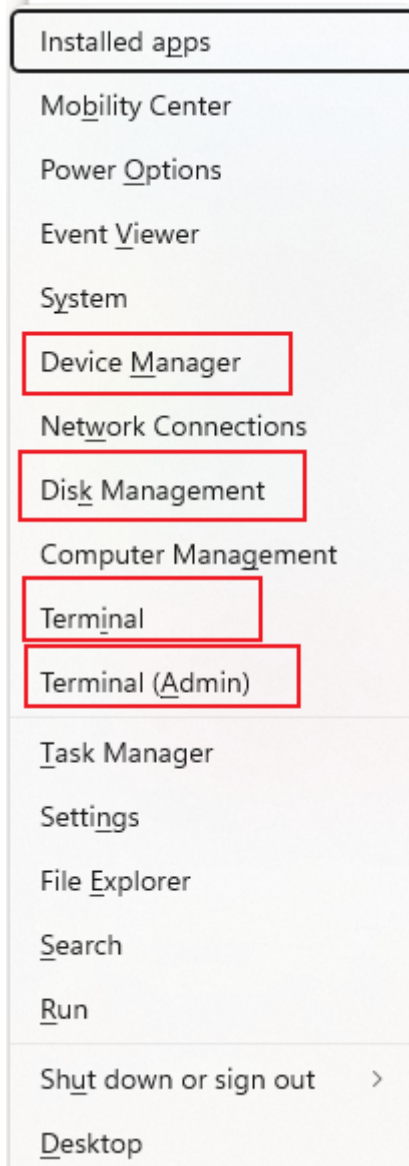 Installed apps
Mobility Center
Power Options
Event Viewer
System
Device Manager
Network Connections
Disk Management
Computer Management
Terminal
Terminal (Admin)
Task Manager
Settings
File Explorer
Search
Run
Shut down or sign out
Desktop